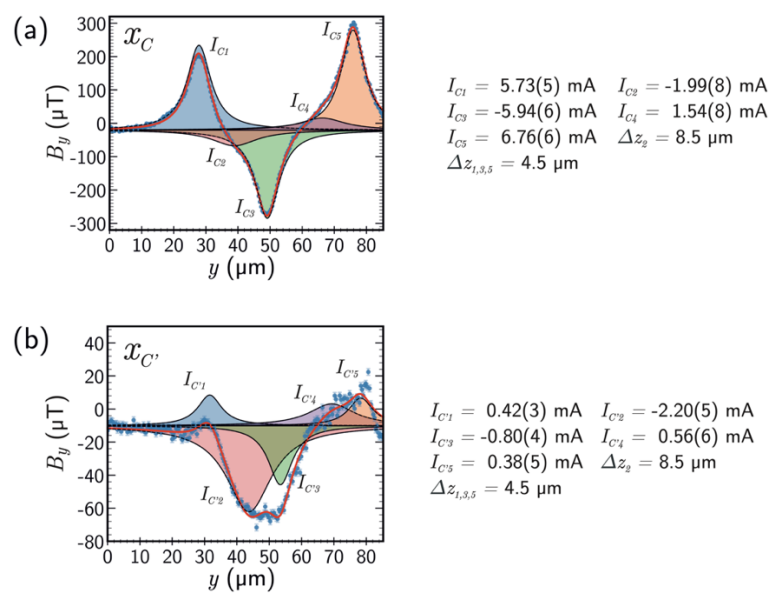 (a)
x_C
I_C1
I_C2
I_C3
I_C4
I_C5
300
200
100
0
-100
-200
-300
B_y (μT)
0 10 20 30 40 50 60 70 80
y (μm)
I_C1 = 5.73(5) mA I_C2 = -1.99(8) mA
I_C3 = -5.94(6) mA I_C4 = 1.54(8) mA
I_C5 = 6.76(6) mA Δz_2 = 8.5 μm
Δz_1,3,5 = 4.5 μm
(b)
x_C'
I_C'1
I_C'2
I_C'3
I_C'4
I_C'5
40
20
0
-20
-40
-60
-80
B_y (μT)
0 10 20 30 40 50 60 70 80
y (μm)
I_C'1 = 0.42(3) mA I_C'2 = -2.20(5) mA
I_C'3 = -0.80(4) mA I_C'4 = 0.56(6) mA
I_C'5 = 0.38(5) mA Δz_2 = 8.5 μm
Δz_1,3,5 = 4.5 μm